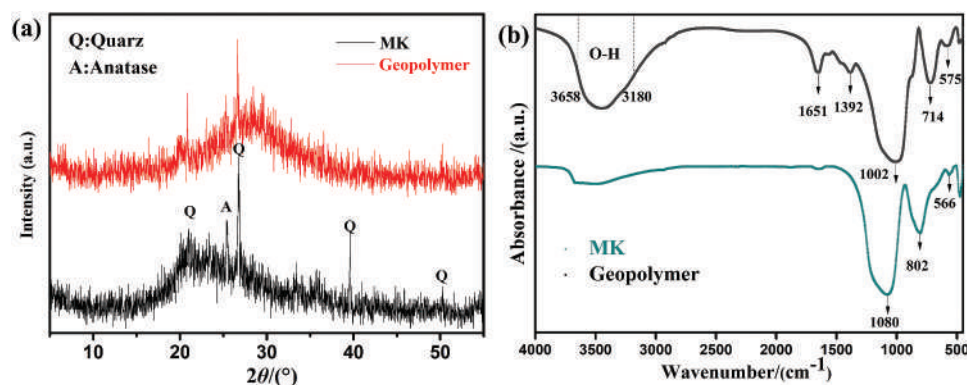 (a)
Q:Quarz
A:Anatase
MK
Geopolymer
Q
Q
A
Q
Q
Intensity (a.u.)
10 20 30 40 50
2θ/(°)
(b)
O-H
3658 3180
1651 1392
575
714
1002
566
MK
Geopolymer
802
1080
Absorbance /(a.u.)
4000 3500 3000 2500 2000 1500 1000 500
Wavenumber/(cm-1)